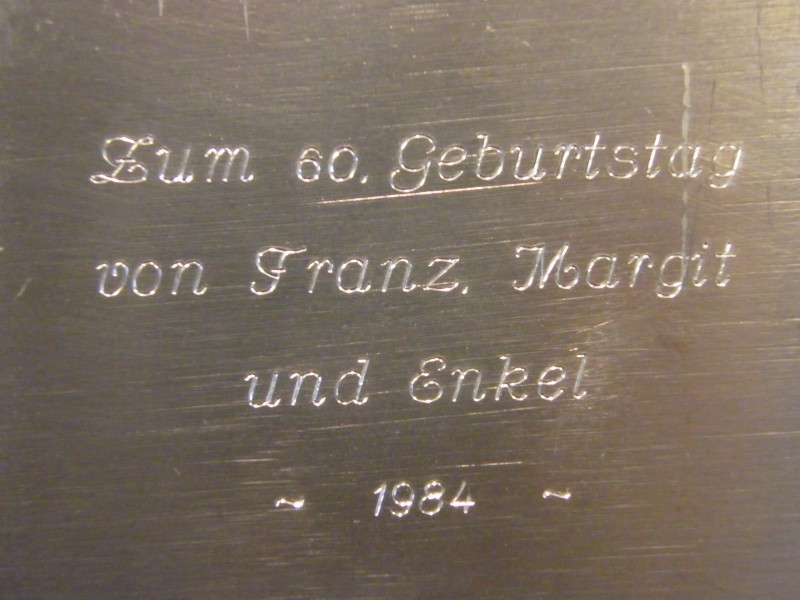 Zum 60. Geburtstag
von Franz, Margit
und Enkel
~ 1984 ~